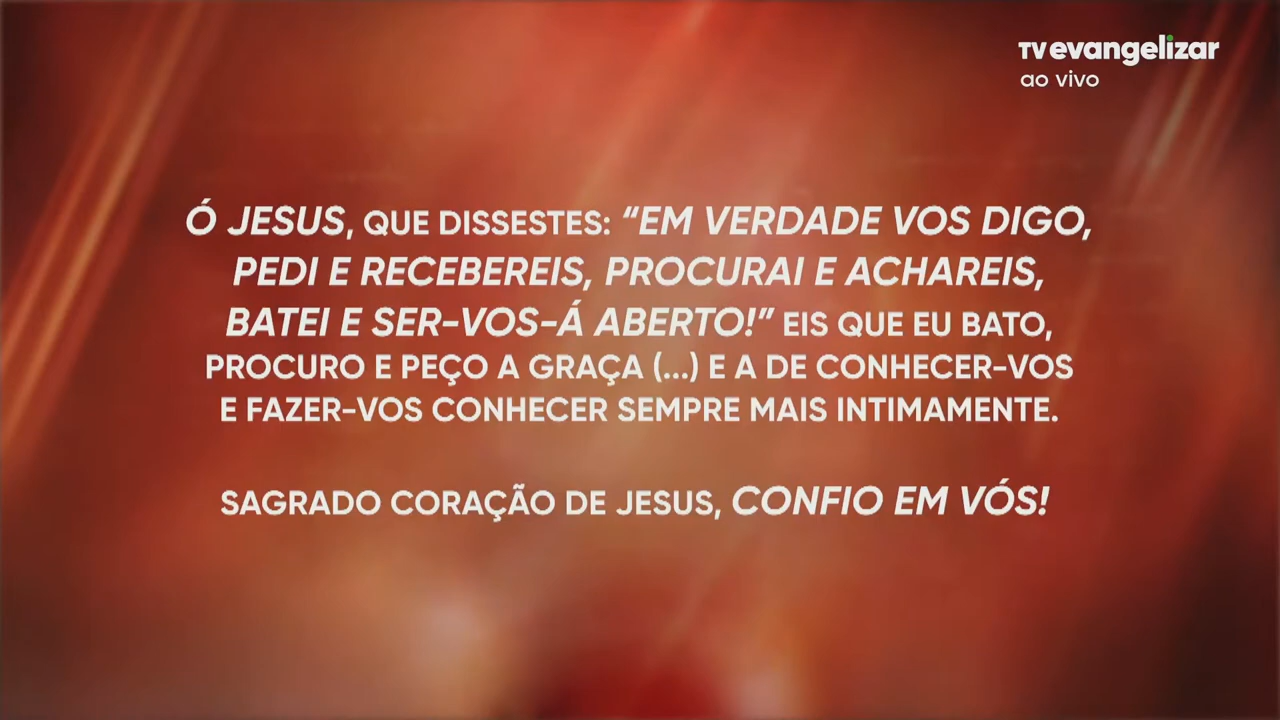 TV evangelizar
ao vivo
Ó JESUS, QUE DISSESTES: “EM VERDADE VOS DIGO,
PEDI E RECEBEREIS, PROCURAI E ACHAREIS,
BATEI E SER-VOS-Á ABERTO!” EIS QUE EU BATO,
PROCURO E PEÇO A GRAÇA (...) E A DE CONHECER-VOS
E FAZER-VOS CONHECER SEMPRE MAIS INTIMAMENTE.
SAGRADO CORAÇÃO DE JESUS, CONFIO EM VÓS!